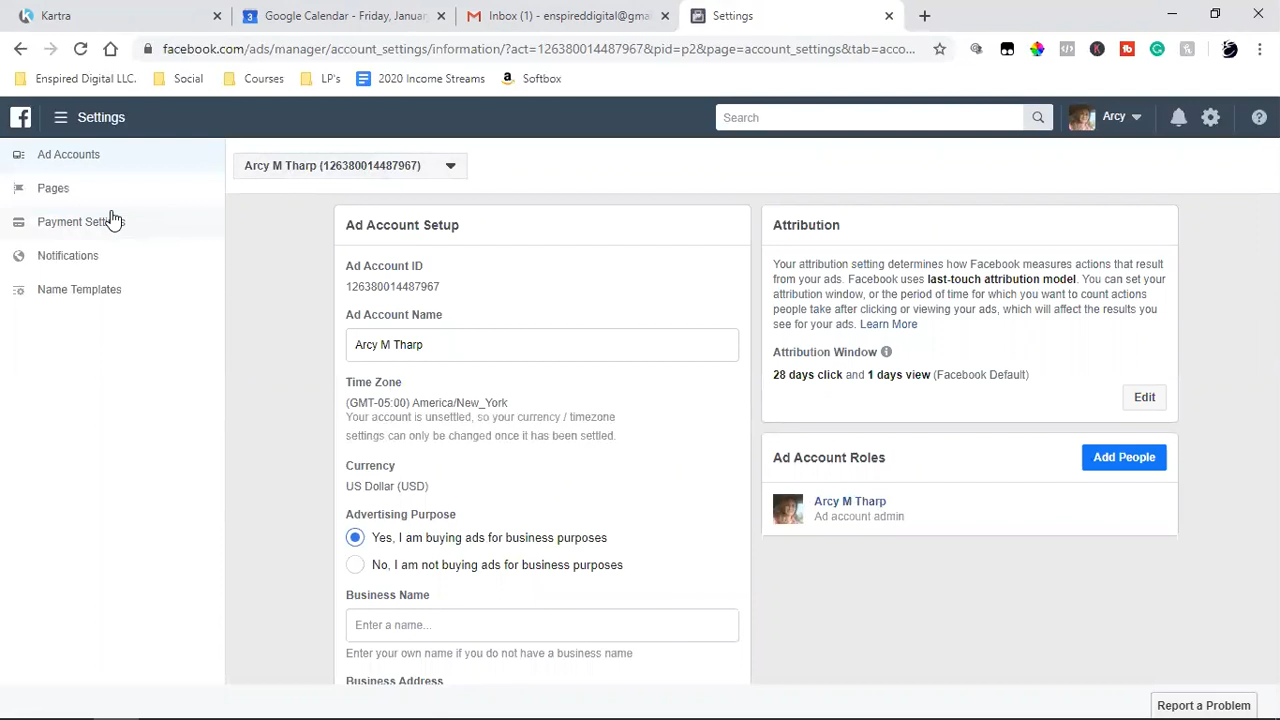 Kartra
Google Calendar - Friday, Januar
Inbox (1) - enspireddigital@gmai
Settings
facebook.com/ads/manager/account_settings/information/?act=126380014487967&pid=p2&page=account_settings&tab=acco...
Enspired Digital LLC.
Social
Courses
LP's
2020 Income Streams
Softbox
Settings
Search
Arcy
Ad Accounts
Pages
Payment Settings
Notifications
Name Templates
Arcy M Tharp (126380014487967)
Ad Account Setup
Ad Account ID
126380014487967
Ad Account Name
Arcy M Tharp
Time Zone
(GMT-05:00) America/New_York
Your account is unsettled, so your currency / timezone
settings can only be changed once it has been settled.
Currency
US Dollar (USD)
Advertising Purpose
Yes, I am buying ads for business purposes
No, I am not buying ads for business purposes
Business Name
Enter a name...
Enter your own name if you do not have a business name
Business Address
Attribution
Your attribution setting determines how Facebook measures actions that result
from your ads. Facebook uses last-touch attribution model. You can set your
attribution window, or the period of time for which you want to count actions
people take after clicking or viewing your ads, which will affect the results you
see for your ads. Learn More
Attribution Window
28 days click and 1 days view (Facebook Default)
Edit
Ad Account Roles
Add People
Arcy M Tharp
Ad account admin
Report a Problem